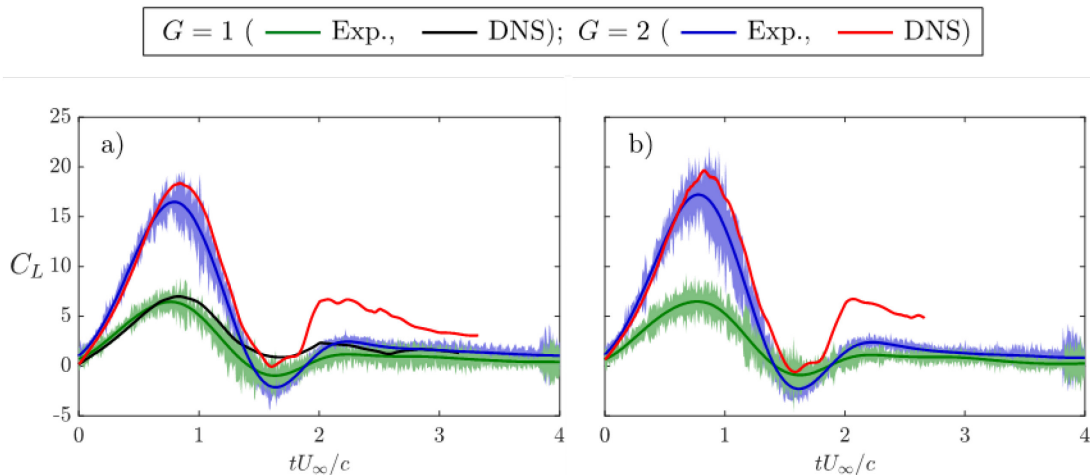 G = 1 ( Exp., DNS); G = 2 ( Exp., DNS)
a)
b)
C_L
25
20
15
10
5
0
-5
0 1 2 3 4
0 1 2 3 4
tU∞/c
tU∞/c